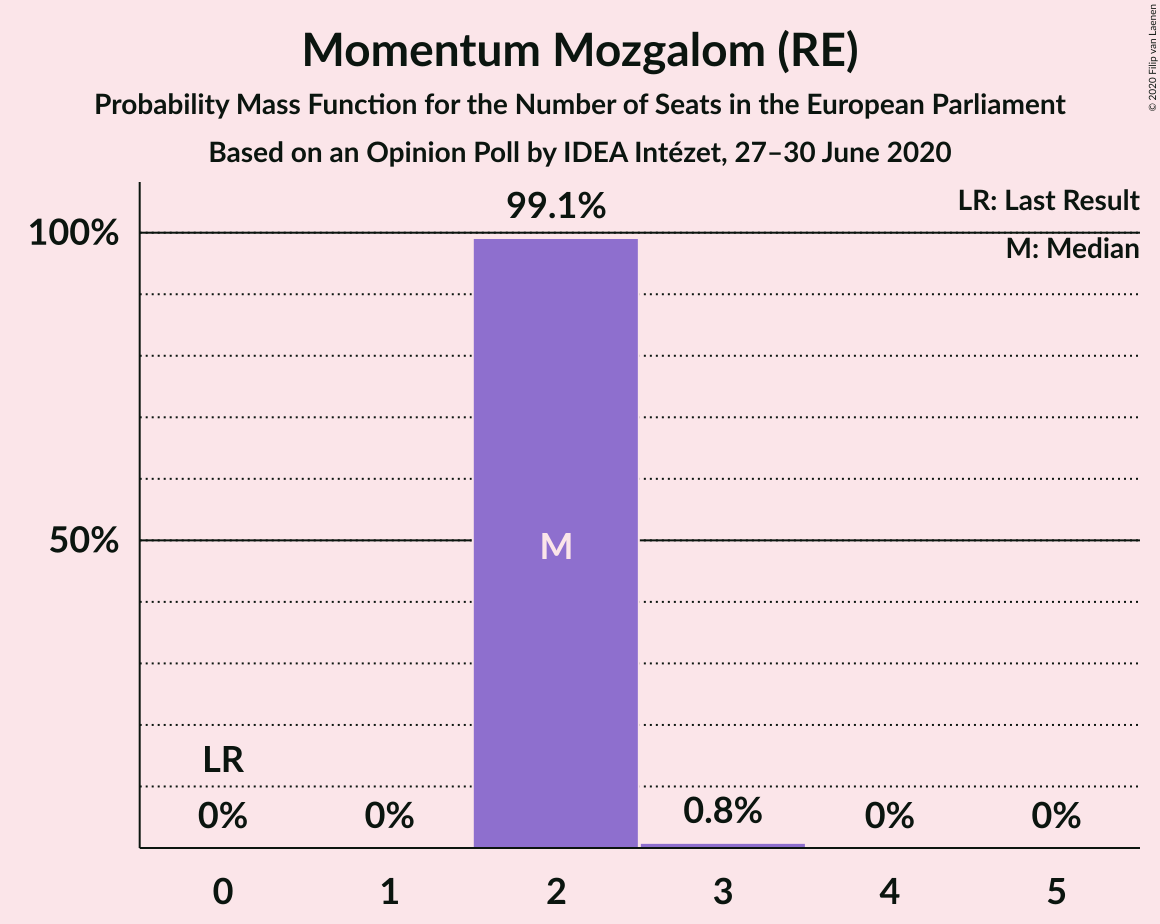 Momentum Mozgalom (RE)
Probability Mass Function for the Number of Seats in the European Parliament
Based on an Opinion Poll by IDEA Intézet, 27–30 June 2020
© 2020 Filip van Laenen
LR: Last Result
M: Median
99.1%
100%
50%
M
LR
0%
0%
0.8%
0%
0%
0 1 2 3 4 5